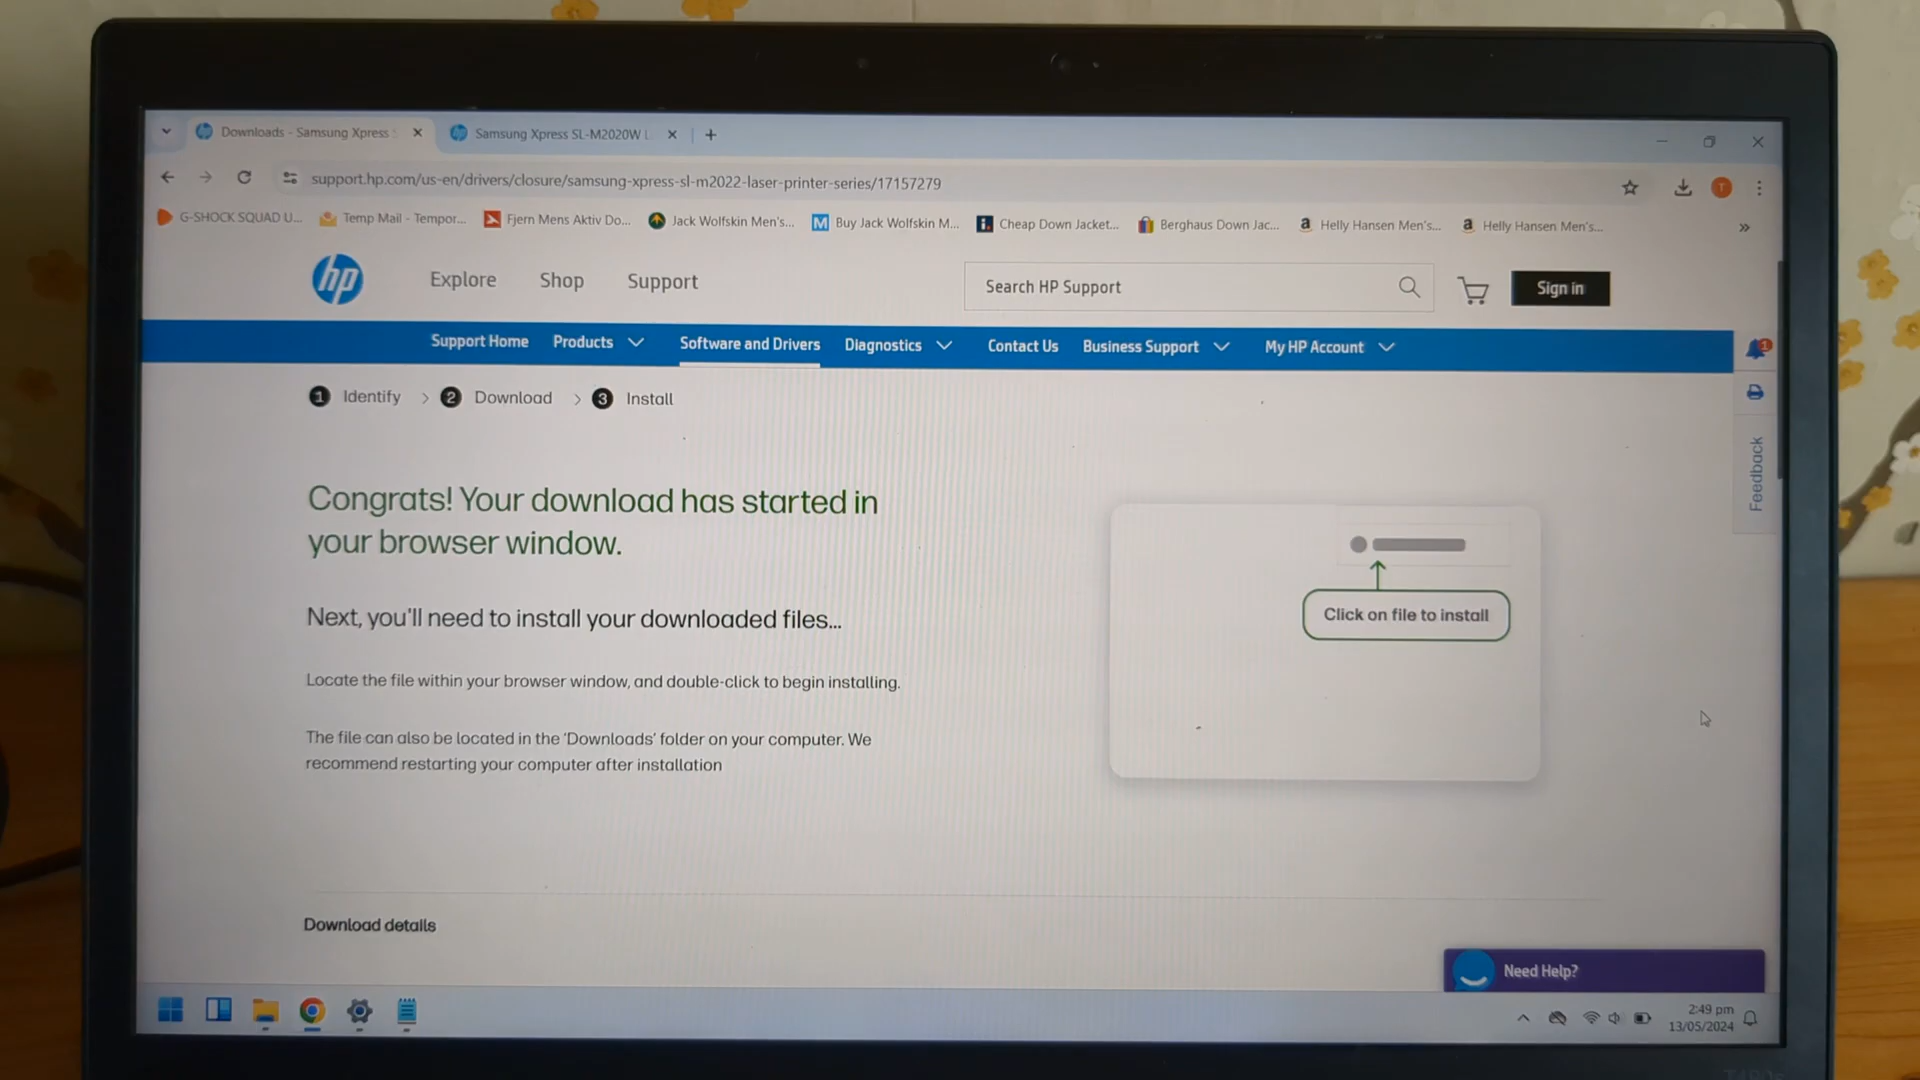 Downloads - Samsung Xpress S
Samsung Xpress SL-M2020W L
support.hp.com/us-en/drivers/closure/samsung-xpress-sl-m2022-laser-printer-series/17157279
T
G-SHOCK SQUAD U...
Temp Mail - Tempor...
Fjern Mens Aktiv Do...
Jack Wolfskin Men's...
M
Buy Jack Wolfskin M...
Cheap Down Jacket...
Berghaus Down Jac...
a
Helly Hansen Men's...
a
Helly Hansen Men's...
hp
Explore
Shop
Support
Search HP Support
Sign in
Support Home
Products
Software and Drivers
Diagnostics
Contact Us
Business Support
My HP Account
1
1 Identify
2 Download
3 Install
Feedback
Congrats! Your download has started in
your browser window.
Click on file to install
Next, you'll need to install your downloaded files...
Locate the file within your browser window, and double-click to begin installing.
The file can also be located in the 'Downloads' folder on your computer. We
recommend restarting your computer after installation
Download details
Need Help?
2:49 pm
13/05/2024